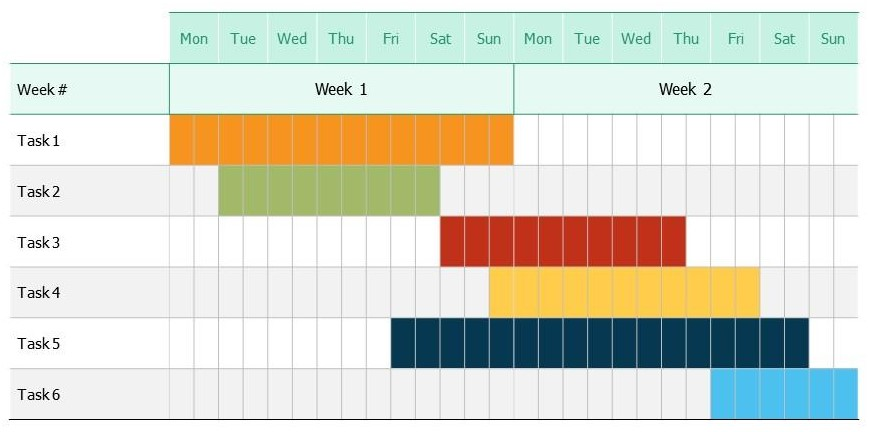 Mon Tue Wed Thu Fri Sat Sun Mon Tue Wed Thu Fri Sat Sun
Week # Week 1 Week 2
Task 1
Task 2
Task 3
Task 4
Task 5
Task 6